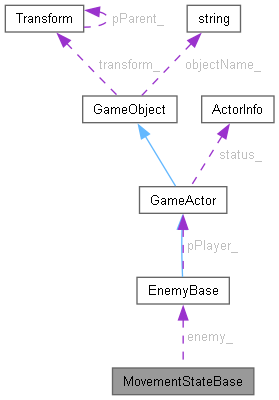 Transform
pParent_
string
transform_
objectName_
GameObject
ActorInfo
status_
GameActor
pPlayer_
EnemyBase
enemy_
MovementStateBase